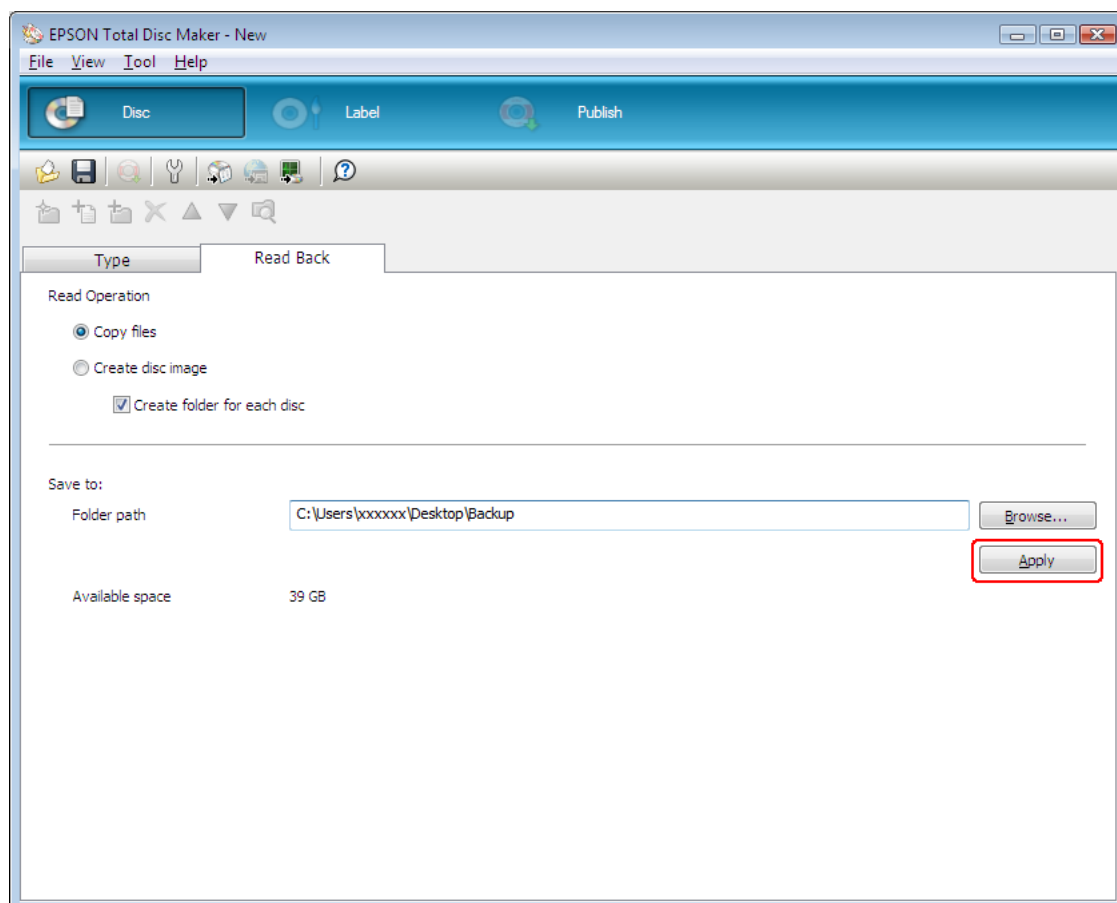 EPSON Total Disc Maker - New
File View Tool Help
Disc Label Publish
Type Read Back
Read Operation
Copy files
Create disc image
Create folder for each disc
Save to:
Folder path C:\Users\xxxxxx\Desktop\Backup Browse...
Apply
Available space 39 GB